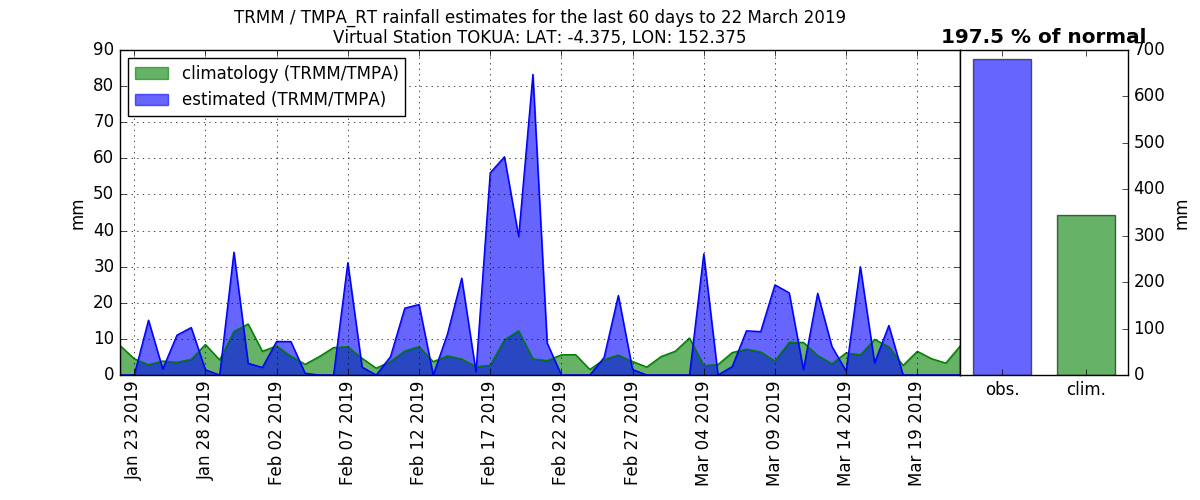 TRMM / TMPA_RT rainfall estimates for the last 60 days to 22 March 2019
Virtual Station TOKUA: LAT: -4.375, LON: 152.375
197.5 % of normal
climatology (TRMM/TMPA)
estimated (TRMM/TMPA)
90
80
70
60
50
40
30
20
10
0
mm
Jan 23 2019
Jan 28 2019
Feb 02 2019
Feb 07 2019
Feb 12 2019
Feb 17 2019
Feb 22 2019
Feb 27 2019
Mar 04 2019
Mar 09 2019
Mar 14 2019
Mar 19 2019
700
600
500
400
300
200
100
0
mm
obs.
clim.